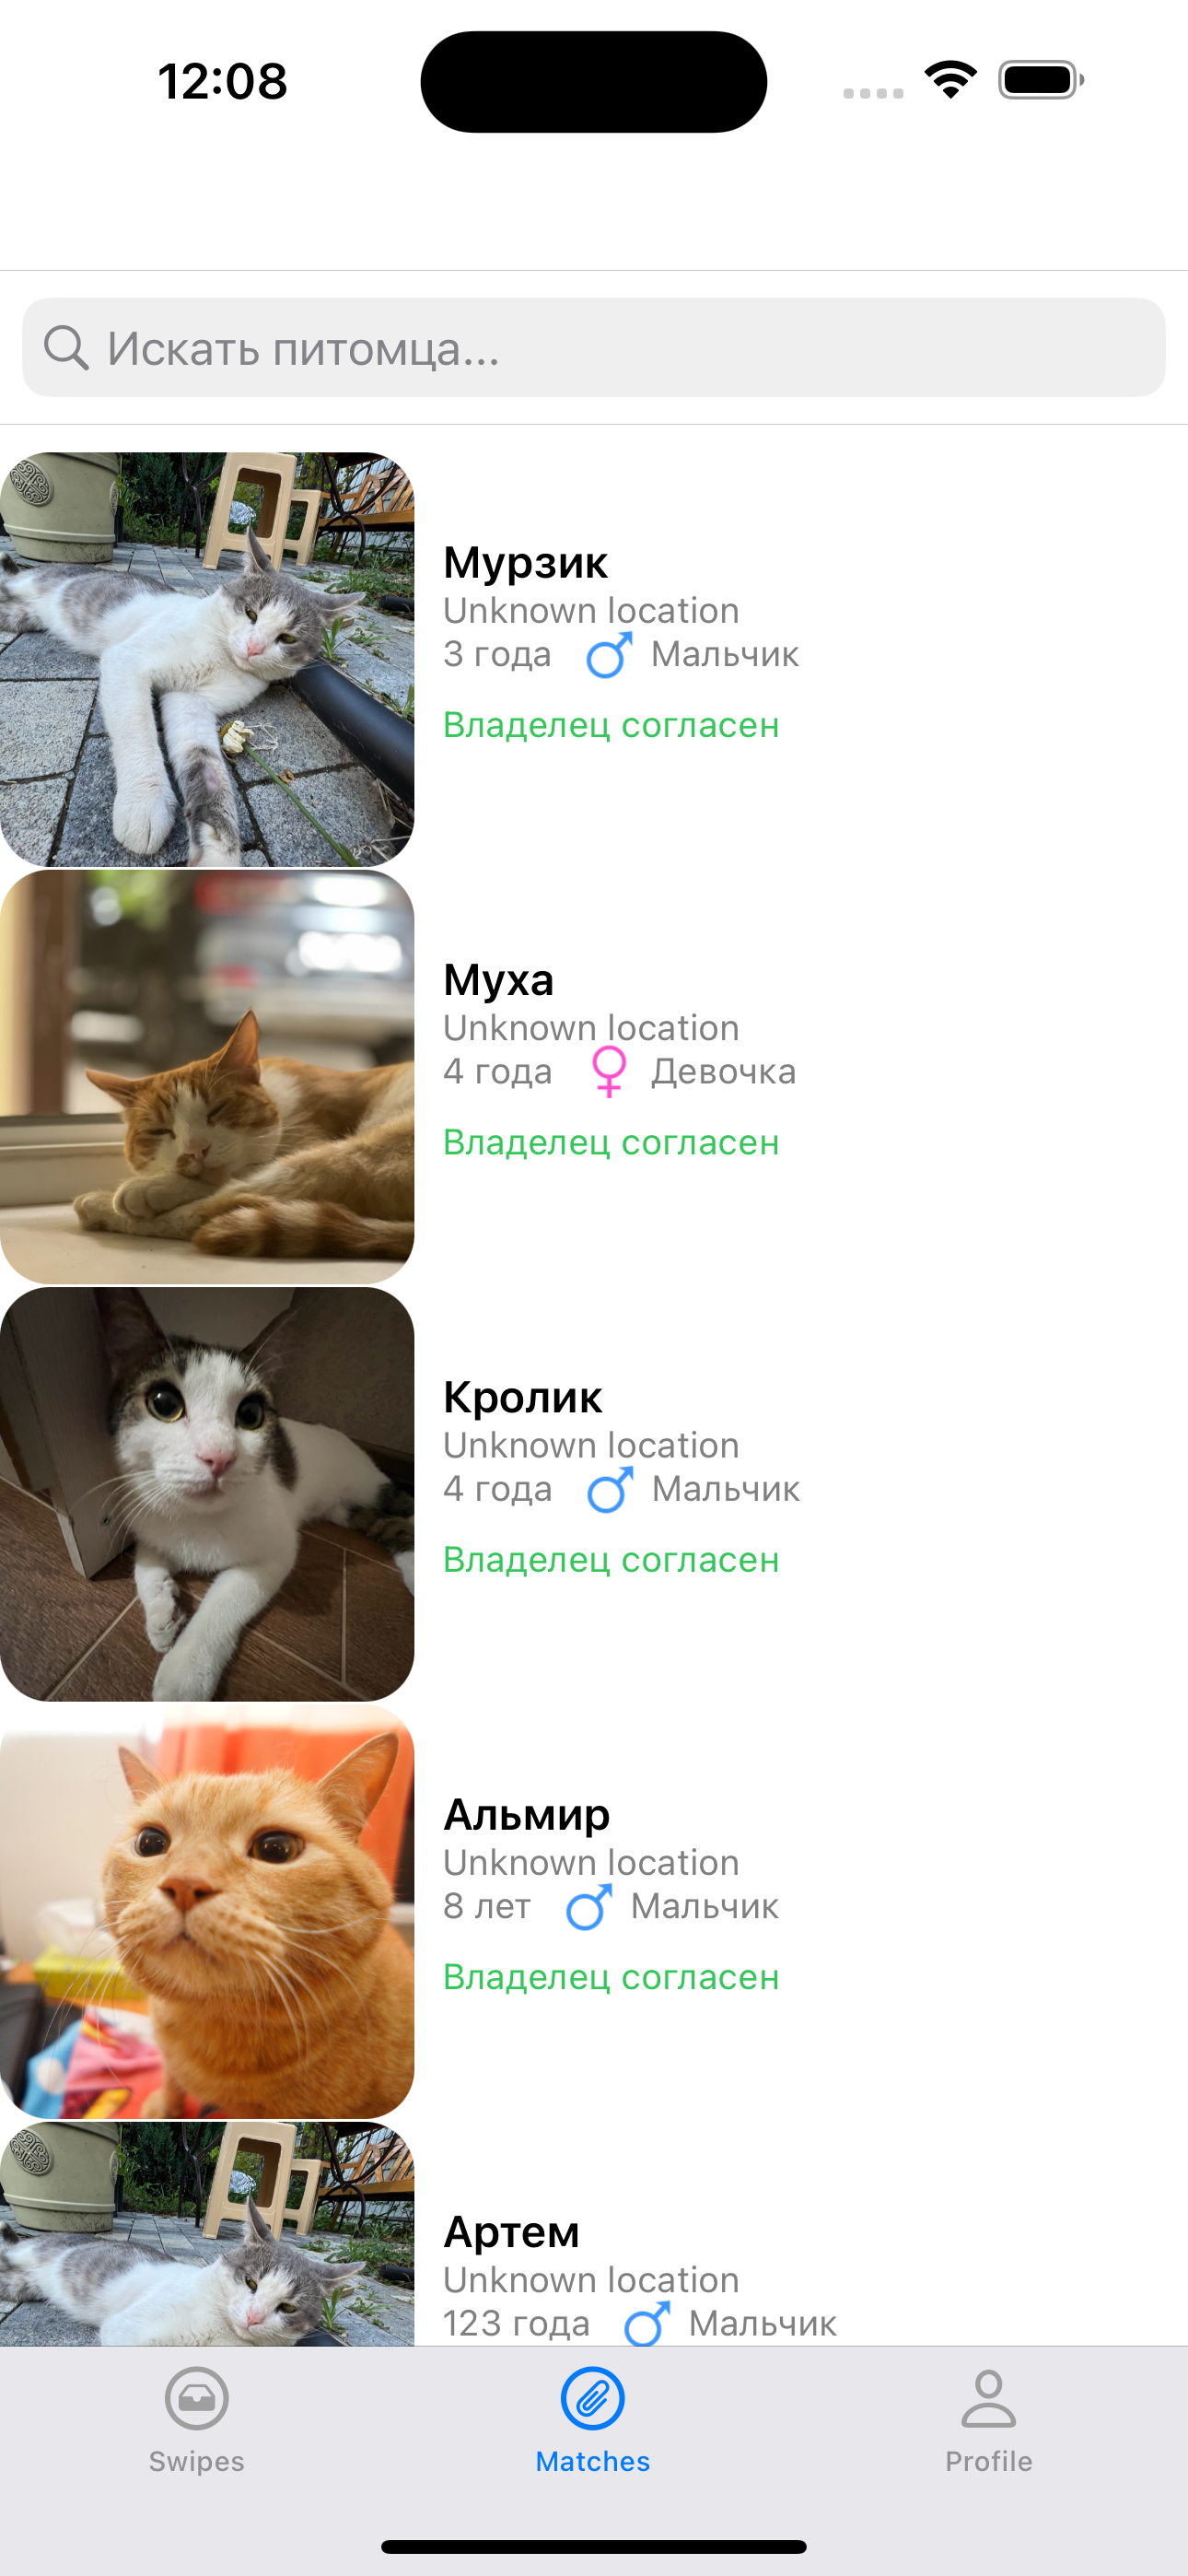 12:08
Искать питомца...
Мурзик
Unknown location
3 года Мальчик
Владелец согласен
Муха
Unknown location
4 года Девочка
Владелец согласен
Кролик
Unknown location
4 года Мальчик
Владелец согласен
Альмир
Unknown location
8 лет Мальчик
Владелец согласен
Артем
Unknown location
123 года Мальчик
Swipes
Matches
Profile